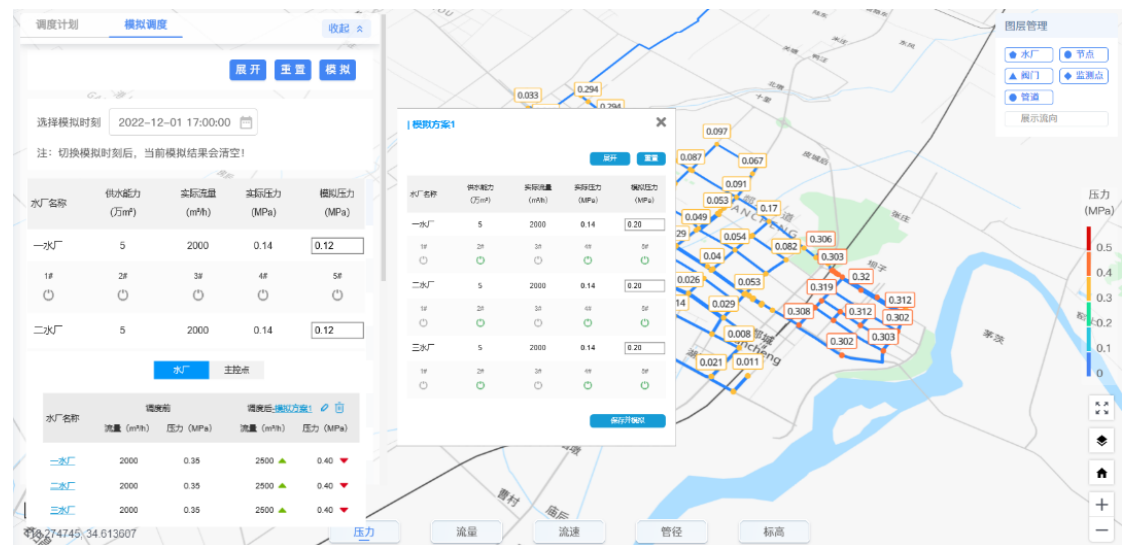 调度计划 模拟调度 收起
展开 重置 模拟
选择模拟时刻 2022-12-01 17:00:00
注：切换模拟时刻后，当前模拟结果会清空！
水厂名称 供水能力 (万m³) 实际流量 (m³/h) 实际压力 (MPa) 模拟压力 (MPa)
一水厂 5 2000 0.14 0.12
1# 2# 3# 4# 5#
二水厂 5 2000 0.14 0.12
水厂 主控点
水厂名称 调度前 调度后-模拟方案1
流量 (m³/h) 压力 (MPa) 流量 (m³/h) 压力 (MPa)
一水厂 2000 0.35 2500 0.40
二水厂 2000 0.35 2500 0.40
三水厂 2000 0.35 2500 0.40
274745, 34.613607
模拟方案1
展开 重置
水厂名称 供水能力 (万m³) 实际流量 (m³/h) 实际压力 (MPa) 模拟压力 (MPa)
一水厂 5 2000 0.14 0.20
1# 2# 3# 4# 5#
二水厂 5 2000 0.14 0.20
1# 2# 3# 4# 5#
三水厂 5 2000 0.14 0.20
1# 2# 3# 4# 5#
保存并模拟
0.033
0.294
0.294
0.097
0.087
0.067
0.091
0.053
0.17
0.049
29
0.054
0.082
0.306
0.04
0.303
0.026
0.053
0.32
0.319
14
0.029
0.312
0.308
0.312
0.302
0.008
0.302
0.303
0.021
0.011
十里
皮城后
张庄
坝子
茅茨
曹村
庙后
图层管理
水厂 节点
阀门 监测点
管道
展示流向
压力
(MPa)
0.5
0.4
0.3
0.2
0.1
0
压力 流量 流速 管径 标高